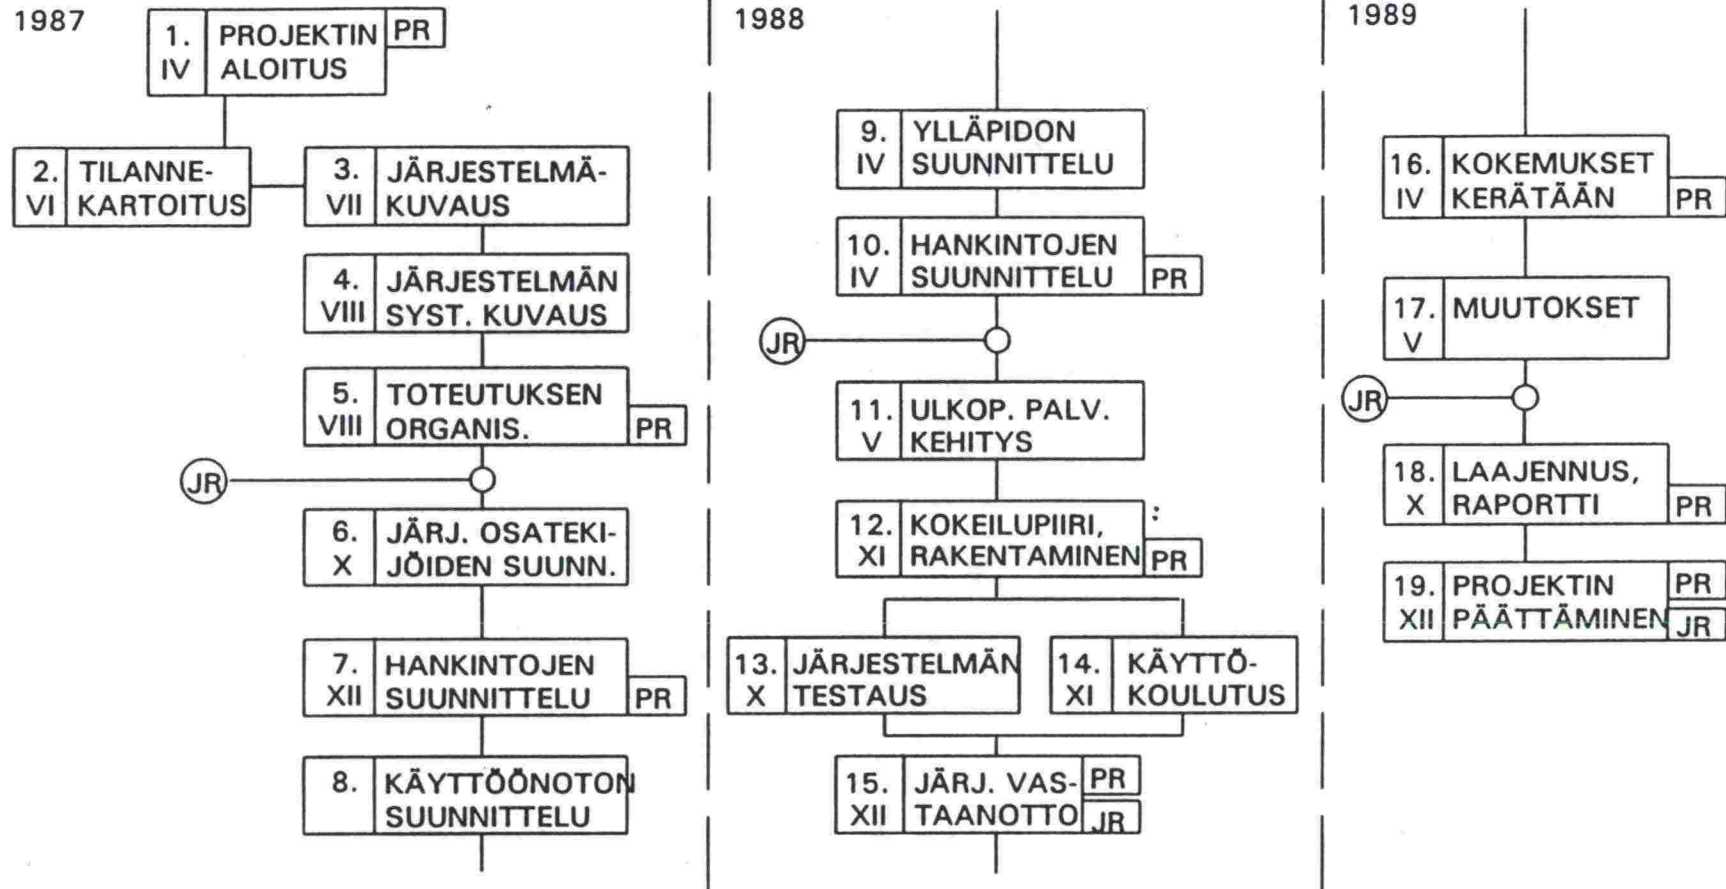 1987
1. PROJEKTIN PR
IV ALOITUS
2. TILANNE-
VI KARTOITUS
3. JÄRJESTELMÄ-
VII KUVAUS
4. JÄRJESTELMÄN
VIII SYST. KUVAUS
5. TOTEUTUKSEN
VIII ORGANIS. PR
JR
6. JÄRJ. OSATEKI-
X JÖIDEN SUUNN.
7. HANKINTOJEN
XII SUUNNITTELU PR
8. KÄYTTÖÖNOTON
SUUNNITTELU
1988
9. YLLÄPIDON
IV SUUNNITTELU
10. HANKINTOJEN
IV SUUNNITTELU PR
JR
11. ULKOP. PALV.
V KEHITYS
12. KOKEILUPIIRI, :
XI RAKENTAMINEN PR
13. JÄRJESTELMÄN
X TESTAUS
14. KÄYTTÖ-
XI KOULUTUS
15. JÄRJ. VAS- PR
XII TAANOTTO JR
1989
16. KOKEMUKSET
IV KERÄTÄÄN PR
17. MUUTOKSET
V
JR
18. LAAJENNUS,
X RAPORTTI PR
19. PROJEKTIN PR
XII PÄÄTTÄMINEN JR